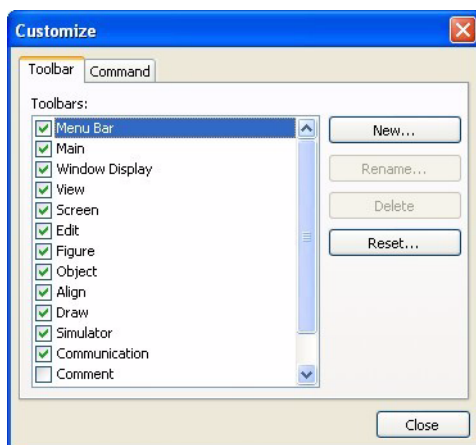 Customize
Toolbar Command
Toolbars:
Menu Bar
Main
Window Display
View
Screen
Edit
Figure
Object
Align
Draw
Simulator
Communication
Comment
New...
Rename...
Delete
Reset...
Close